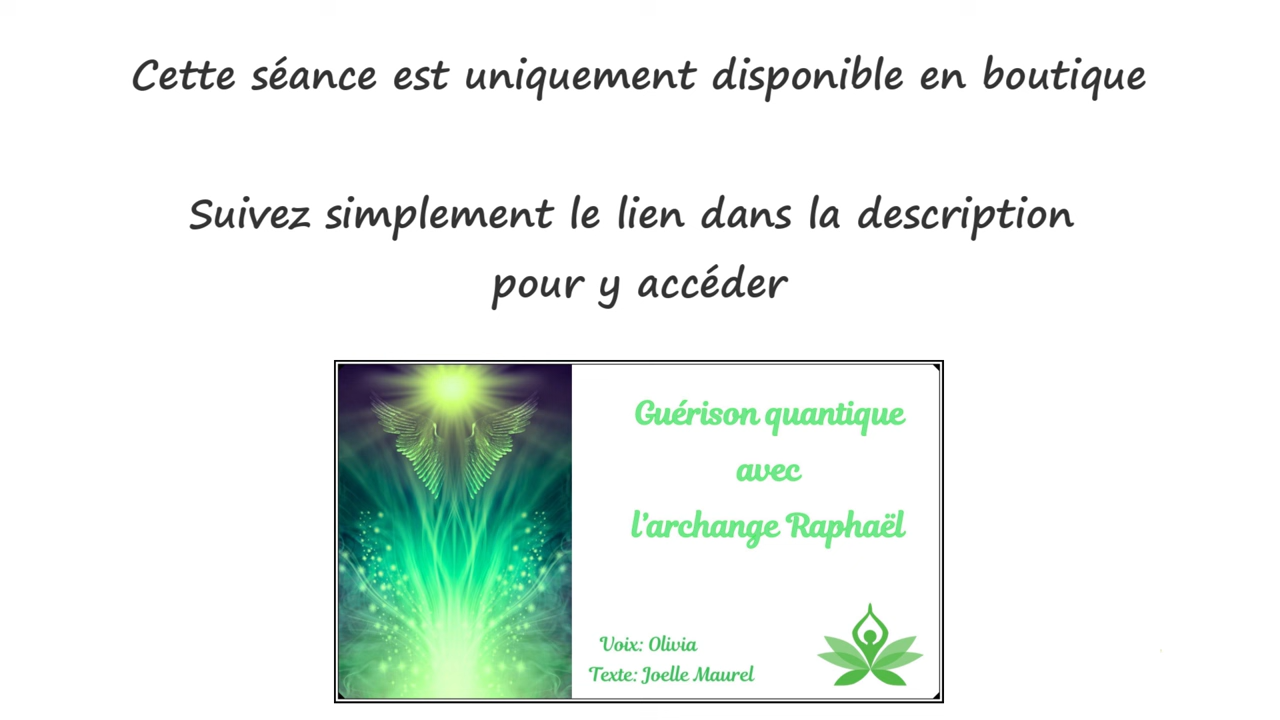 Cette séance est uniquement disponible en boutique
Suivez simplement le lien dans la description
pour y accéder
Guérison quantique
avec
l'archange Raphaël
Voix: Olivia
Texte: Joelle Maurel